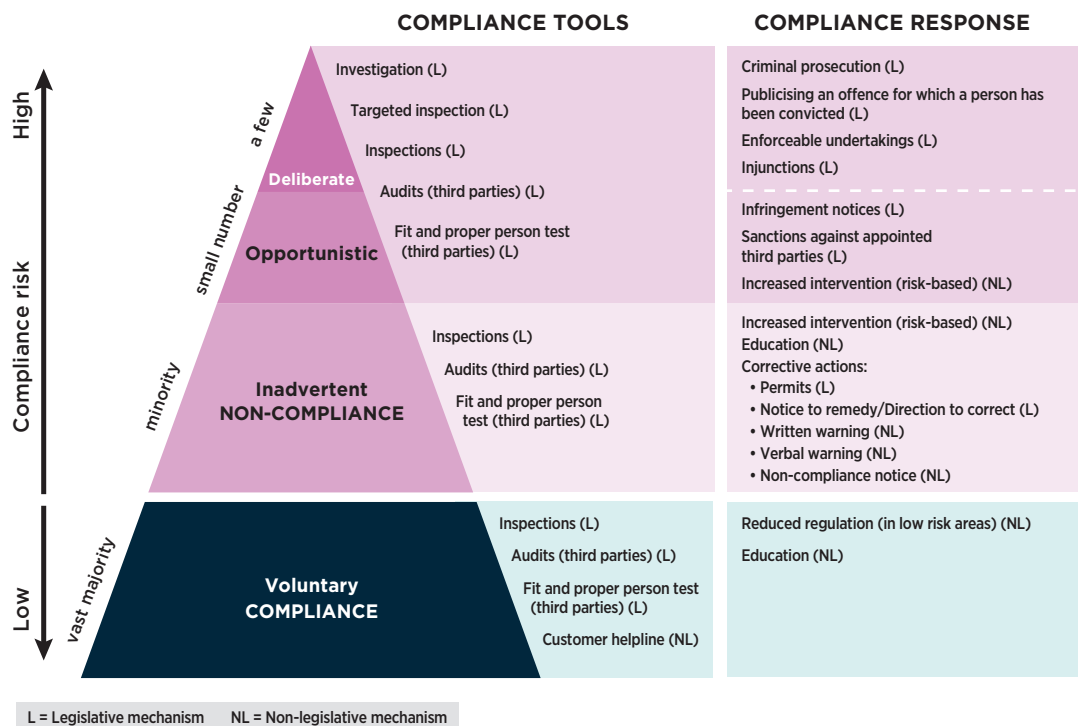 COMPLIANCE TOOLS
COMPLIANCE RESPONSE
Compliance risk
High
Low
a few
small number
minority
vast majority
Deliberate
Opportunistic
Inadvertent
NON-COMPLIANCE
Voluntary
COMPLIANCE
Investigation (L)
Targeted inspection (L)
Inspections (L)
Audits (third parties) (L)
Fit and proper person test
(third parties) (L)
Criminal prosecution (L)
Publicising an offence for which a person has
been convicted (L)
Enforceable undertakings (L)
Injunctions (L)
Infringement notices (L)
Sanctions against appointed
third parties (L)
Increased intervention (risk-based) (NL)
Inspections (L)
Audits (third parties) (L)
Fit and proper person
test (third parties) (L)
Increased intervention (risk-based) (NL)
Education (NL)
Corrective actions:
• Permits (L)
• Notice to remedy/Direction to correct (L)
• Written warning (NL)
• Verbal warning (NL)
• Non-compliance notice (NL)
Inspections (L)
Audits (third parties) (L)
Fit and proper person test
(third parties) (L)
Customer helpline (NL)
Reduced regulation (in low risk areas) (NL)
Education (NL)
L = Legislative mechanism NL = Non-legislative mechanism